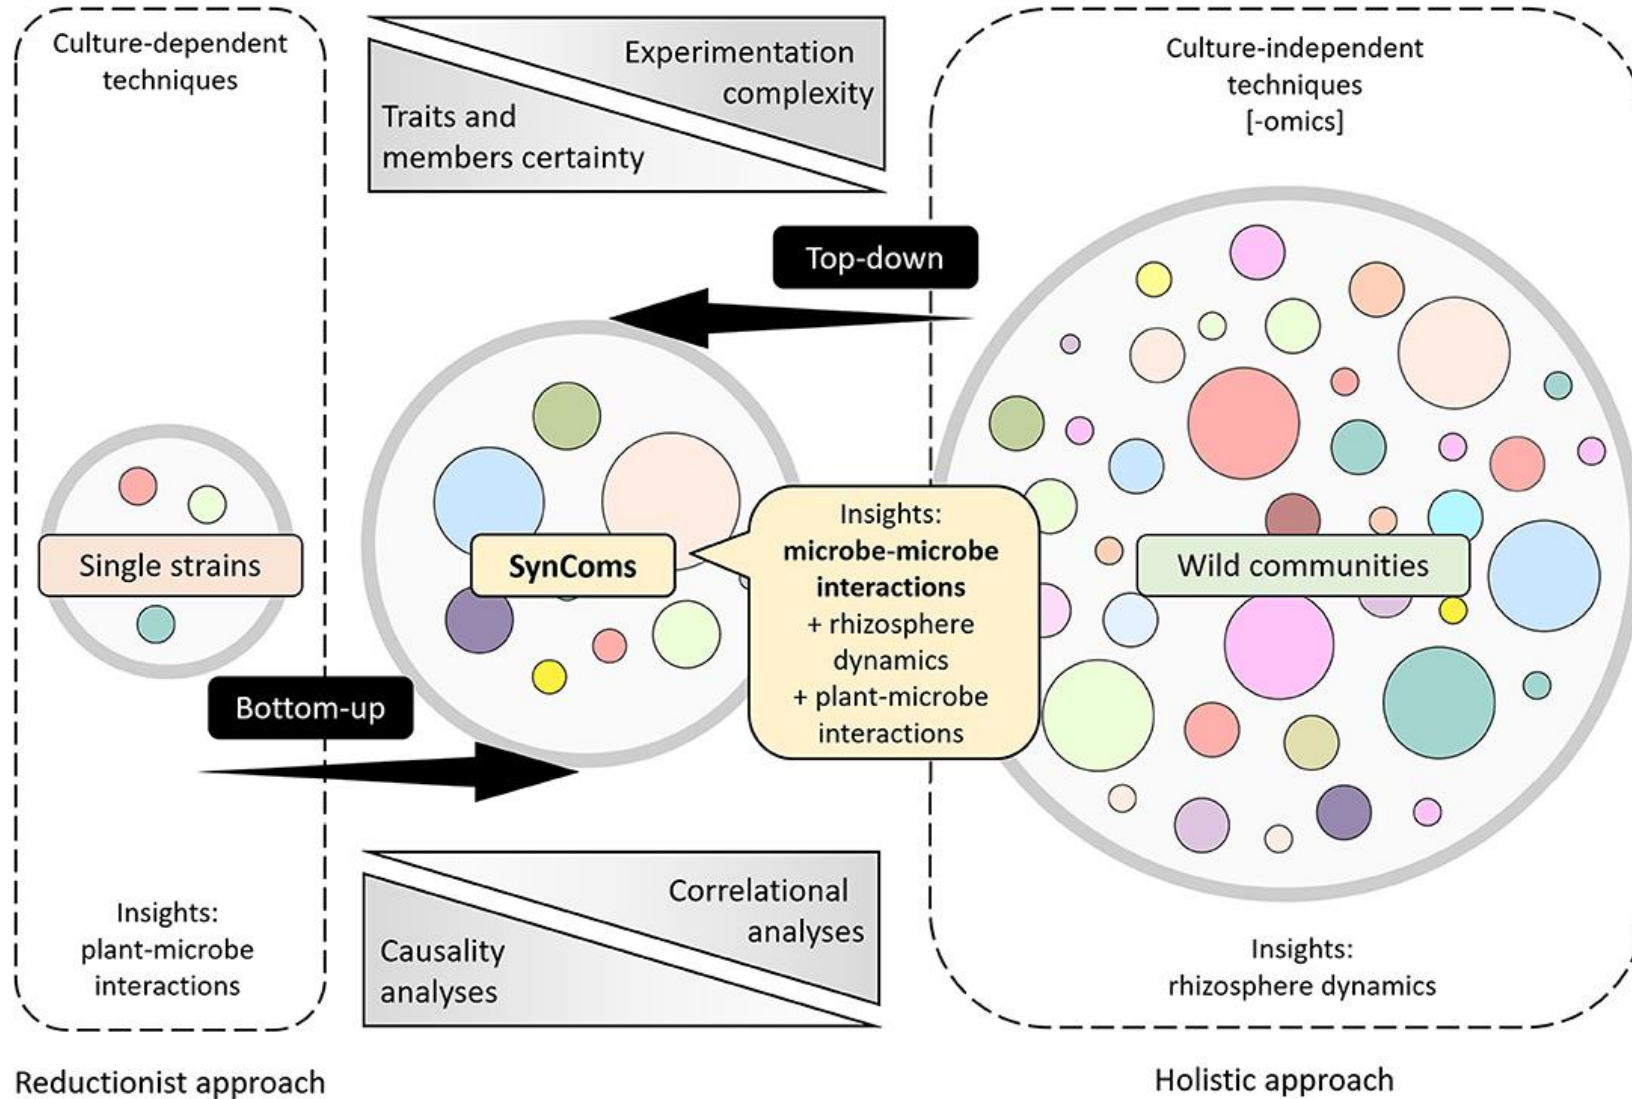 Culture-dependent
techniques
Experimentation
complexity
Traits and
members certainty
Culture-independent
techniques
[-omics]
Top-down
Single strains
SynComs
Insights:
microbe-microbe
interactions
+ rhizosphere
dynamics
+ plant-microbe
interactions
Wild communities
Bottom-up
Insights:
plant-microbe
interactions
Correlational
analyses
Causality
analyses
Insights:
rhizosphere dynamics
Reductionist approach
Holistic approach